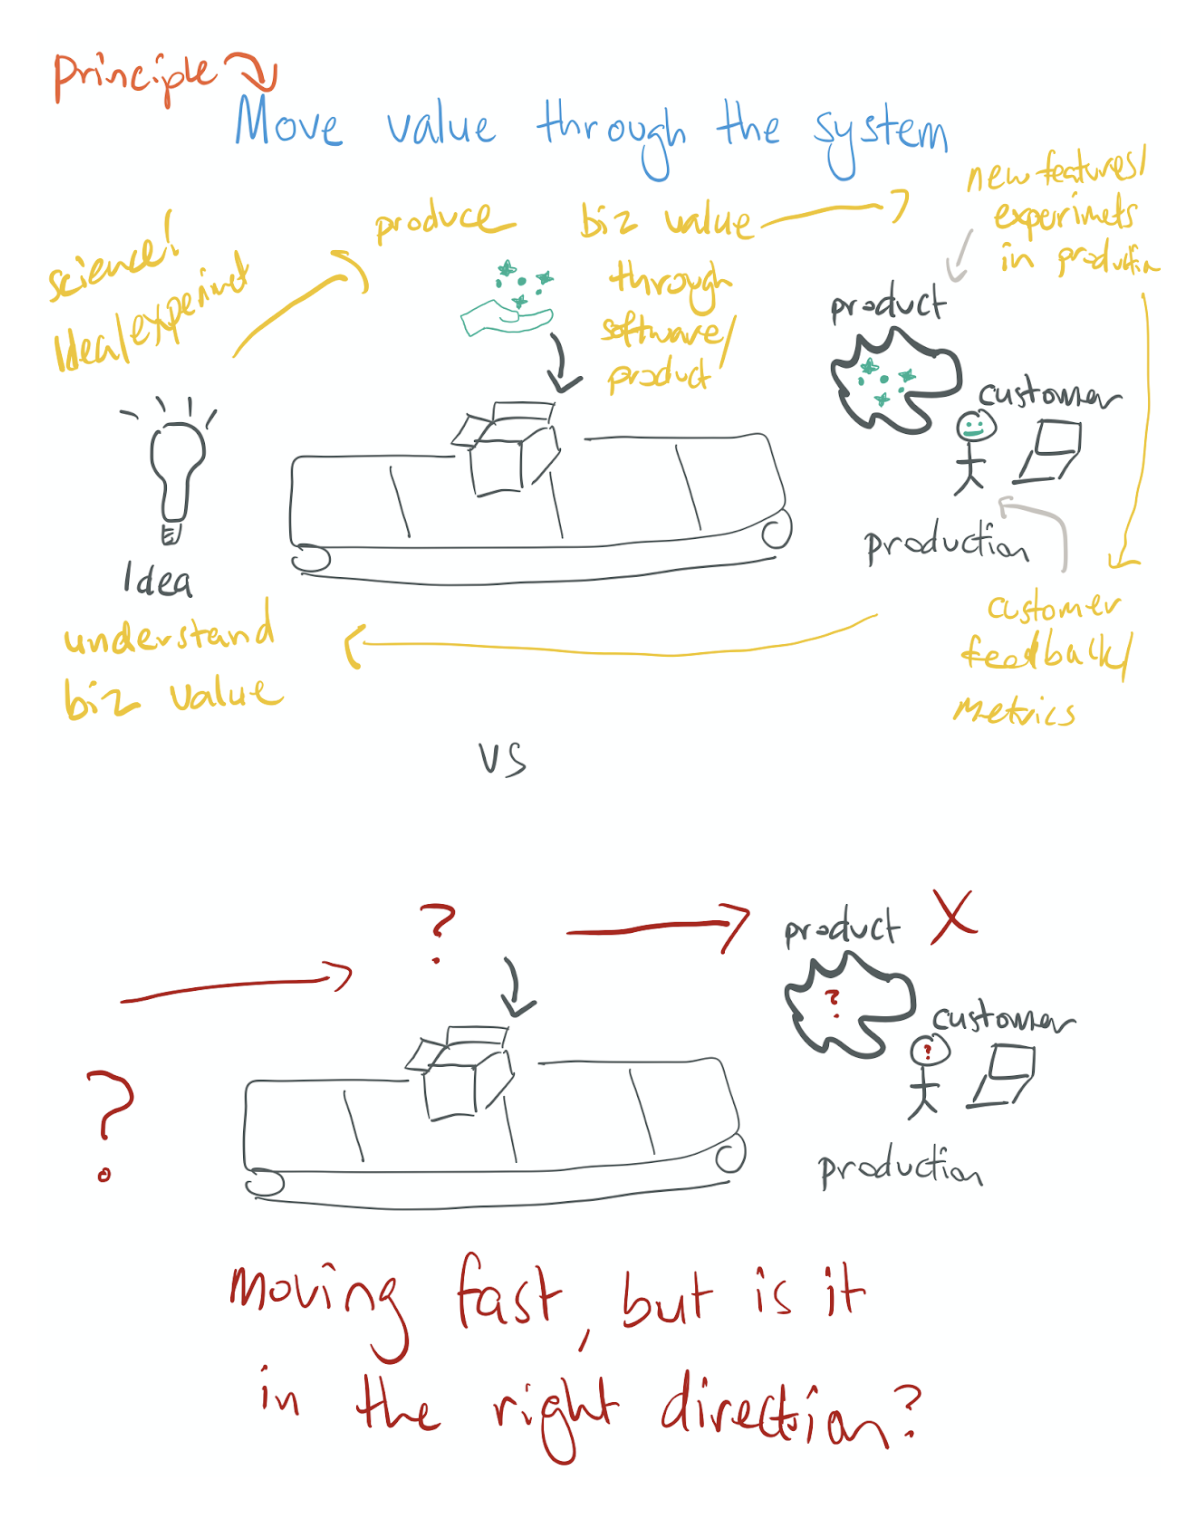 Principle
Move value through the system
science!
Idea/experimet
produce
biz value
through
software/
product
new features/
experimets
in production
product
customer
production
Idea
understand
biz value
customer
feedback/
metrics
vs
?
?
product X
?
customer
?
production
Moving fast, but is it
in the right direction?